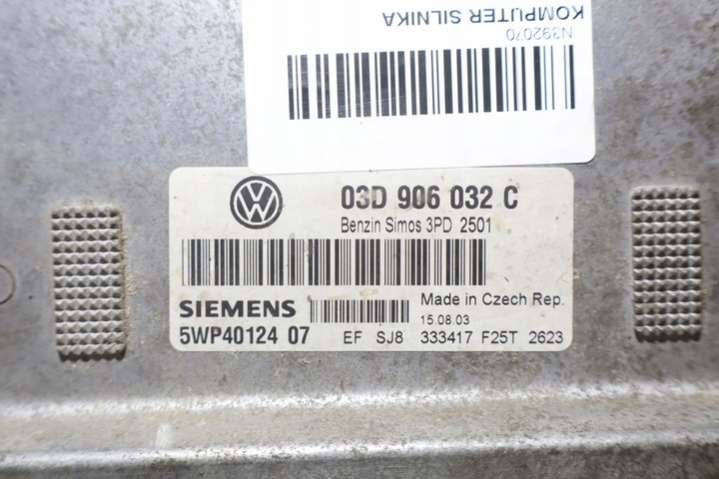 KOMPUTER SILNIKA
N392070
03D 906 032 C
Benzin Simos 3PD 2501
SIEMENS
Made in Czech Rep.
15.08.03
5WP40124 07
EF SJ8 333417 F25T 2623